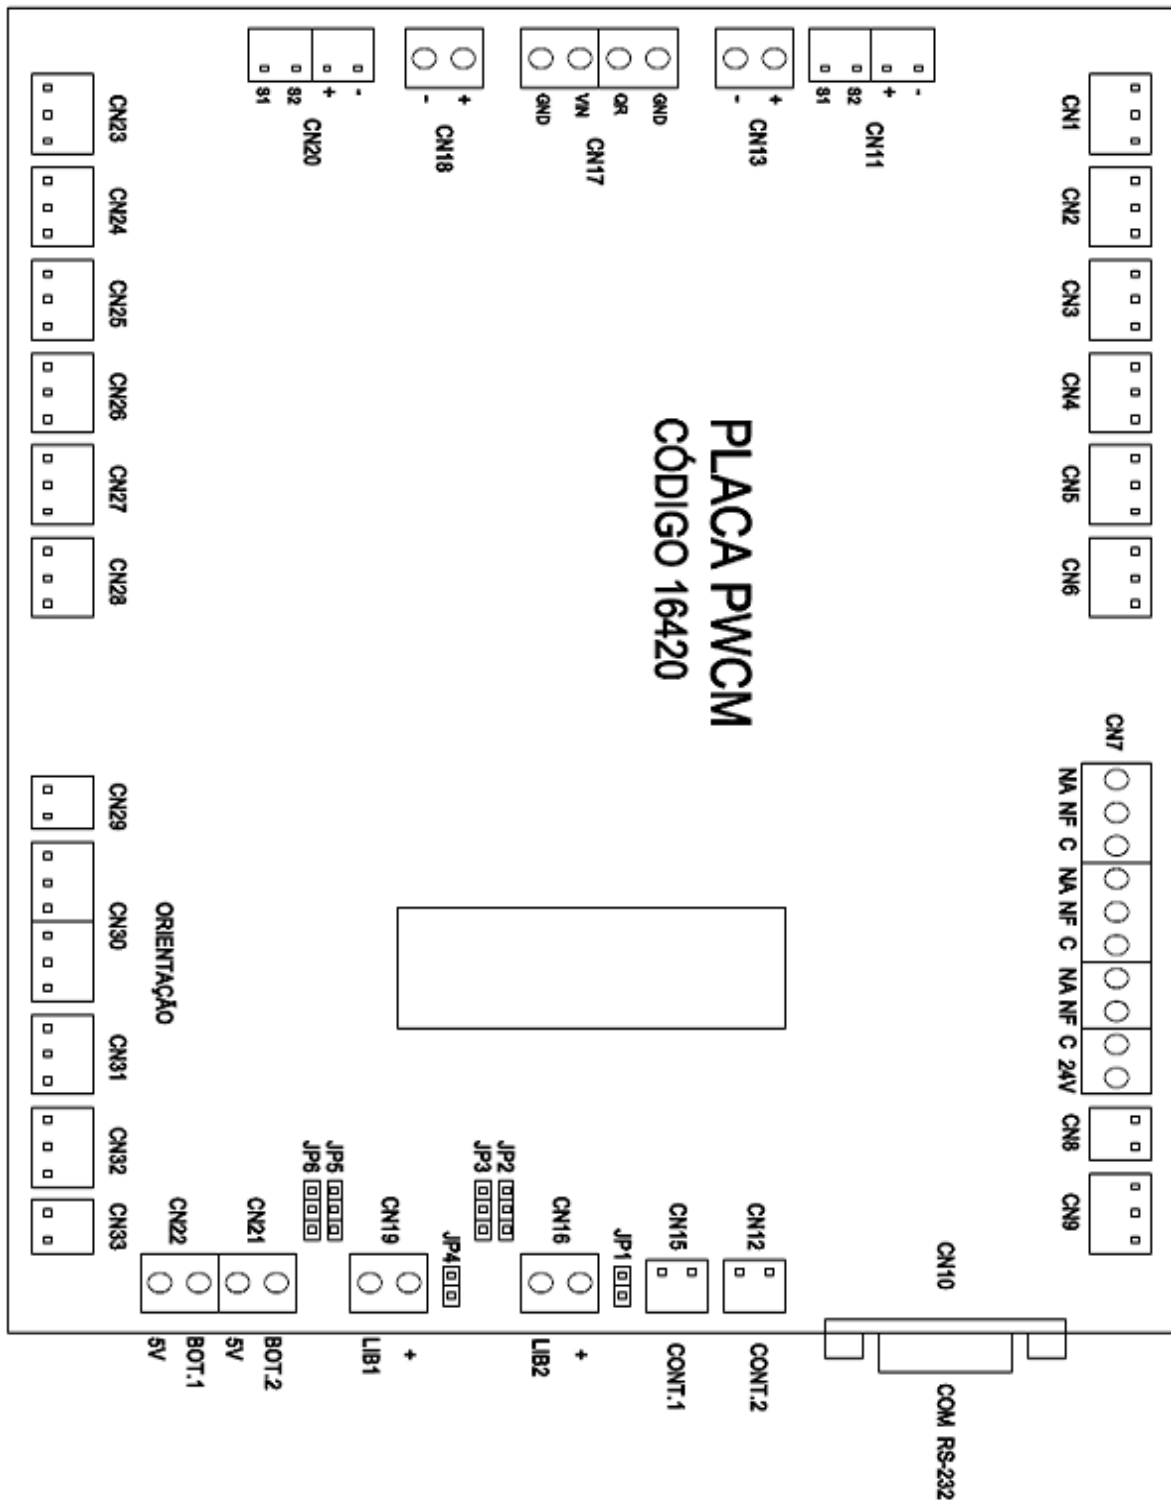 S1
S2
+
-
CN20
-
+
CN18
GND
VIN
QR
GND
CN17
-
+
CN13
S1
S2
+
-
CN11
CN23
CN24
CN25
CN26
CN27
CN28
CN1
CN2
CN3
CN4
CN5
CN6
PLACA PWCM
CÓDIGO 16420
CN7
NA NF C NA NF C NA NF C 24V
CN8
CN9
CN29
CN30
CN31
CN32
CN33
ORIENTAÇÃO
JP6
JP5
JP3
JP2
CN22
CN21
CN19
JP4
CN16
JP1
CN15
CN12
CN10
5V
BOT.1
5V
BOT.2
LIB1
+
LIB2
+
CONT.1
CONT.2
COM RS-232